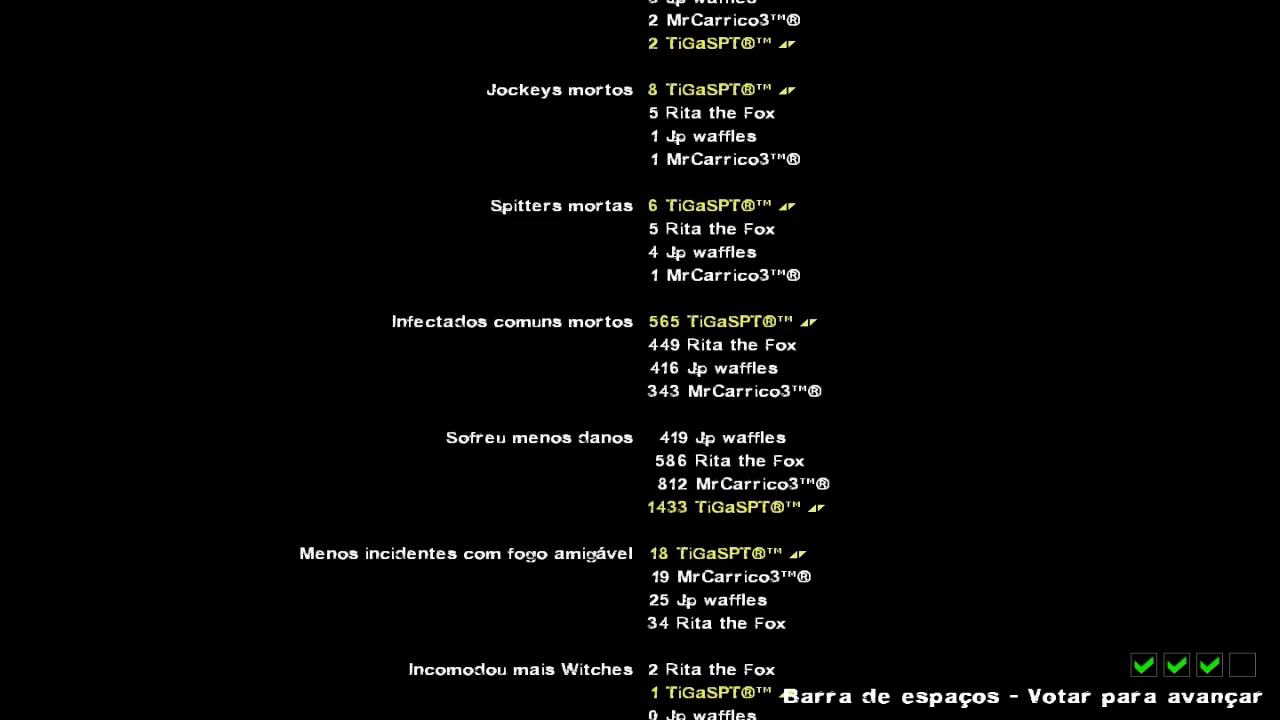 Jp waffles
2 MrCarrico3™®
2 TiGaSPT®™ ◢◤
Jockeys mortos 8 TiGaSPT®™ ◢◤
5 Rita the Fox
1 Jp waffles
1 MrCarrico3™®
Spitters mortas 6 TiGaSPT®™ ◢◤
5 Rita the Fox
4 Jp waffles
1 MrCarrico3™®
Infectados comuns mortos 565 TiGaSPT®™ ◢◤
449 Rita the Fox
416 Jp waffles
343 MrCarrico3™®
Sofreu menos danos 419 Jp waffles
586 Rita the Fox
812 MrCarrico3™®
1433 TiGaSPT®™ ◢◤
Menos incidentes com fogo amigável 18 TiGaSPT®™ ◢◤
19 MrCarrico3™®
25 Jp waffles
34 Rita the Fox
Incomodou mais Witches 2 Rita the Fox
1 TiGaSPT®™
0 Jp waffles
Barra de espaços - Votar para avançar